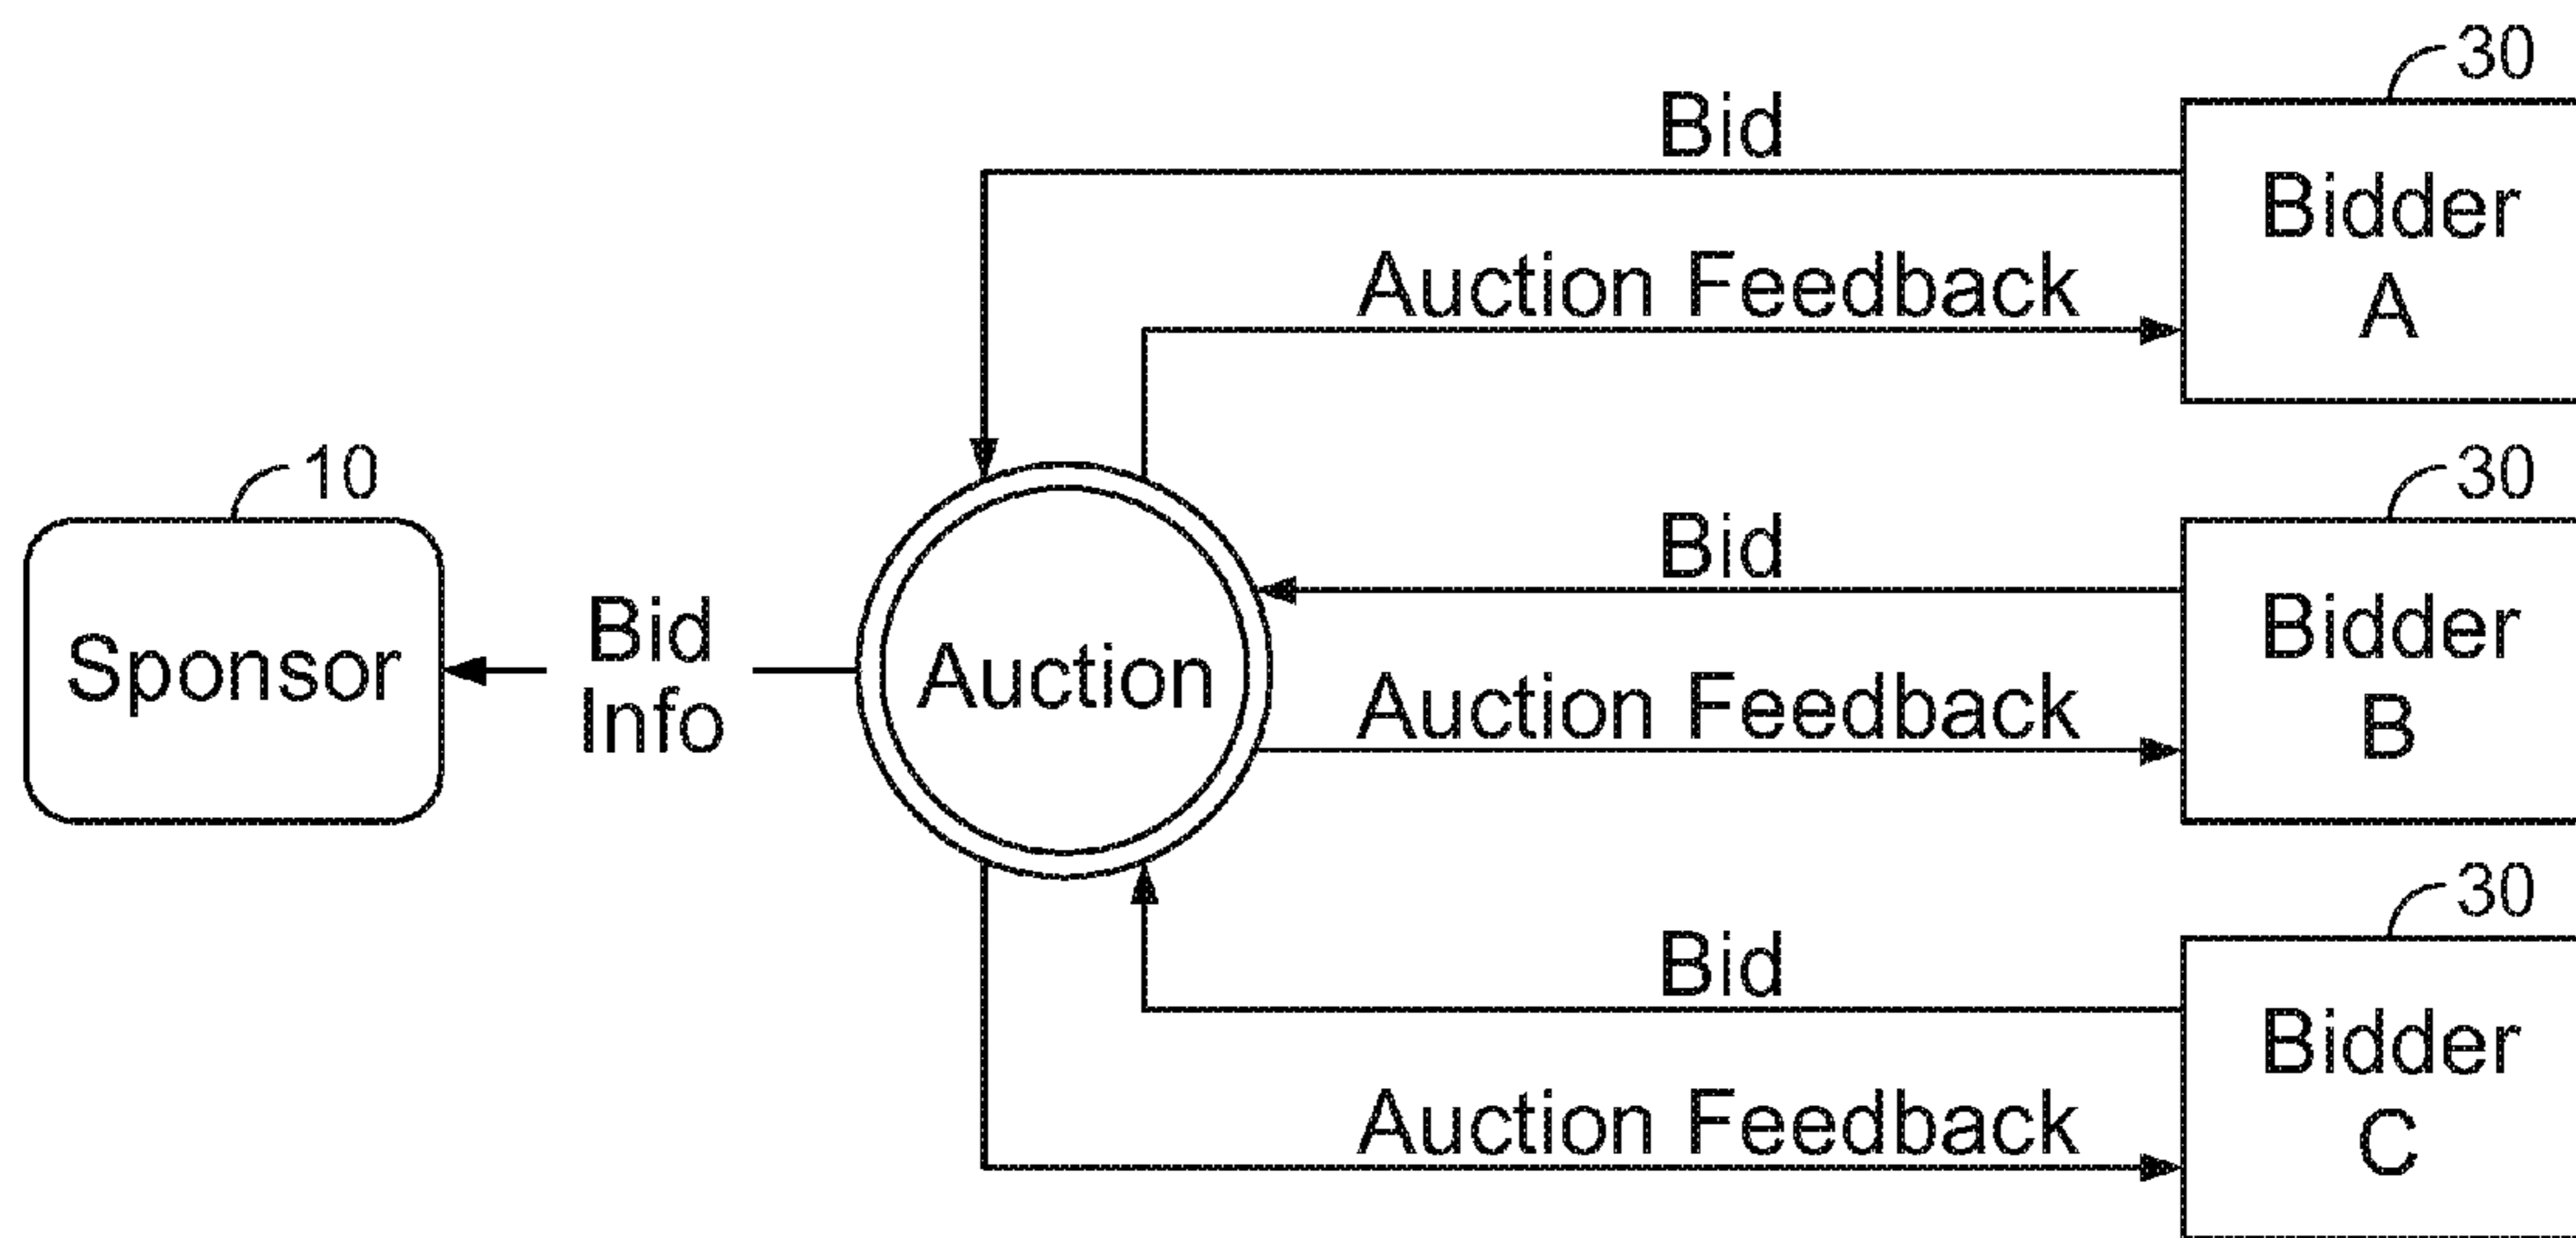 30
Bid
Bidder
A
Auction Feedback
10
30
Bid
Sponsor
Bid
Info
Auction
Bidder
B
Auction Feedback
30
Bid
Bidder
C
Auction Feedback